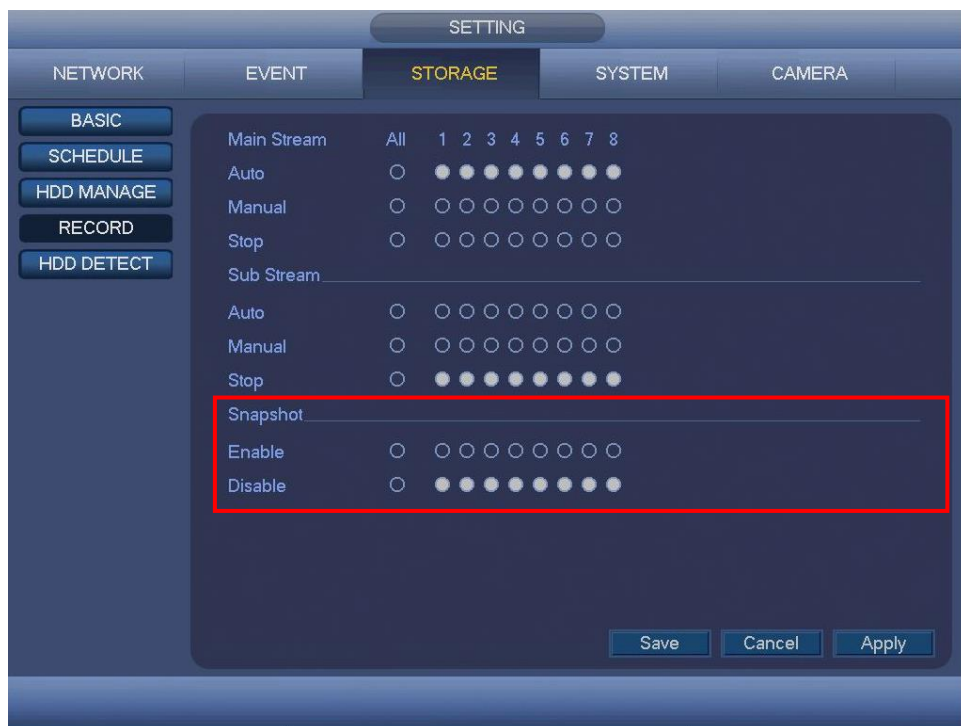 SETTING
NETWORK EVENT STORAGE SYSTEM CAMERA
BASIC
SCHEDULE
HDD MANAGE
RECORD
HDD DETECT
Main Stream All 1 2 3 4 5 6 7 8
Auto
Manual
Stop
Sub Stream
Auto
Manual
Stop
Snapshot
Enable
Disable
Save Cancel Apply